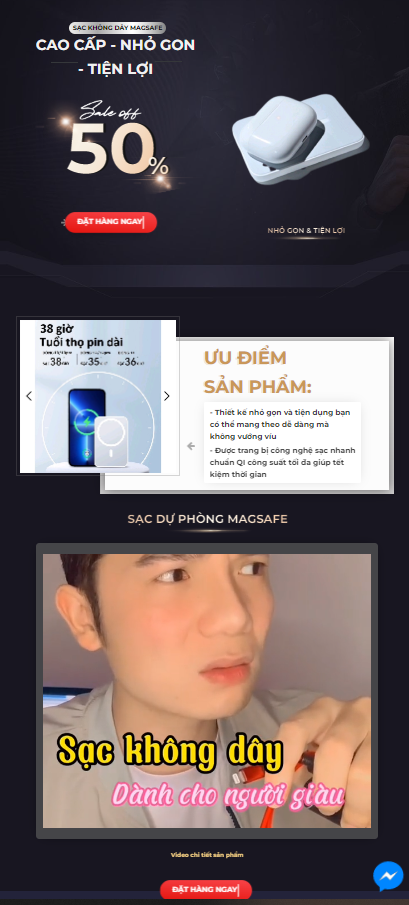 SẠC KHÔNG DÂY MAGSAFE
CAO CẤP - NHỎ GỌN
- TIỆN LỢI
Sale off
50%
ĐẶT HÀNG NGAY
NHỎ GỌN & TIỆN LỢI
38 giờ
Tuổi thọ pin dài
38 35 36
ƯU ĐIỂM
SẢN PHẨM:
- Thiết kế nhỏ gọn và tiện dụng bạn
có thể mang theo dễ dàng mà
không vướng víu
- Được trang bị công nghệ sạc nhanh
chuẩn QI công suất tối đa giúp tết
kiệm thời gian
SẠC DỰ PHÒNG MAGSAFE
Sạc không dây
Dành cho người giàu
Video chi tiết sản phẩm
ĐẶT HÀNG NGAY